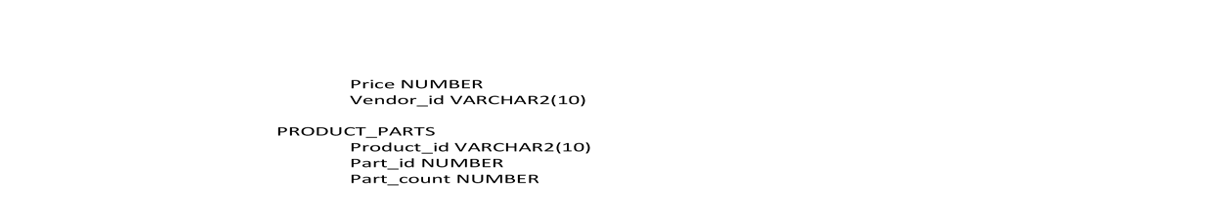 Price NUMBER
Vendor_id VARCHAR2(10)
PRODUCT_PARTS
Product_id VARCHAR2(10)
Part_id NUMBER
Part_count NUMBER